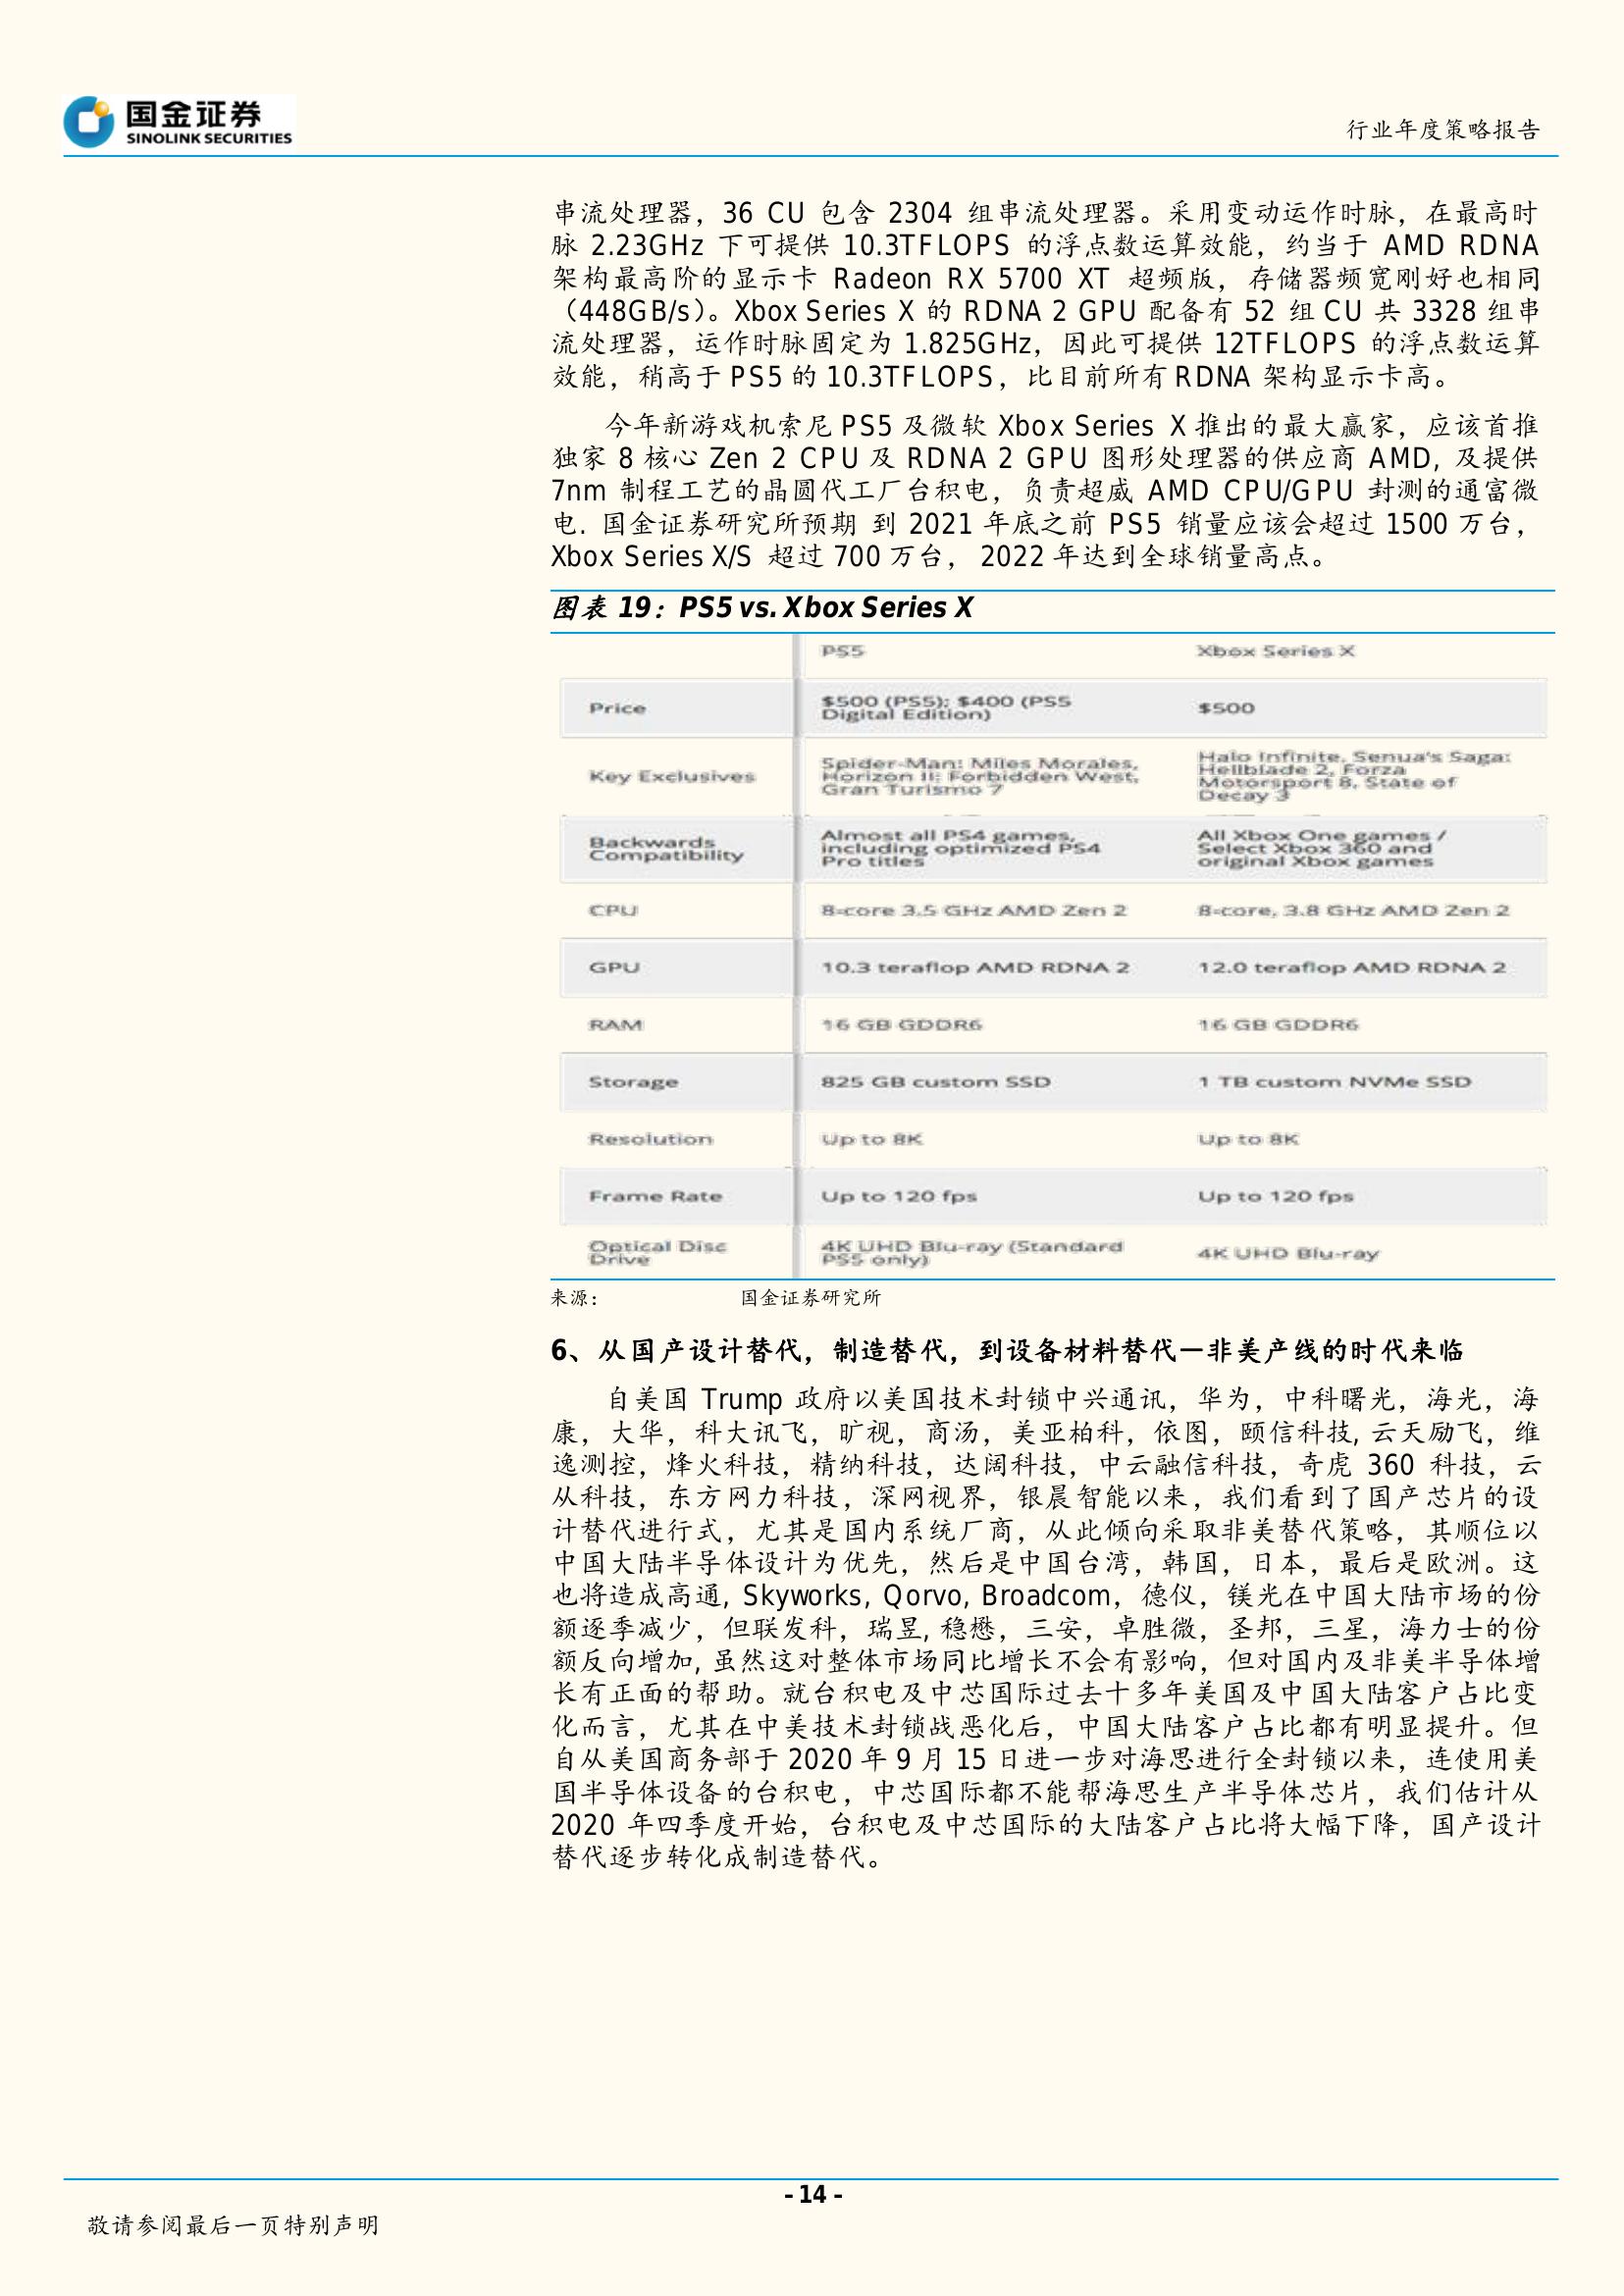 国金证券
SINOLINK SECURITIES
行业年度策略报告
串流处理器，36 CU 包含 2304 组串流处理器。采用变动运作时脉，在最高时
脉 2.23GHz 下可提供 10.3TFLOPS 的浮点数运算效能，约当于 AMD RDNA
架构最高阶的显示卡 Radeon RX 5700 XT 超频版，存储器频宽刚好也相同
（448GB/s）。Xbox Series X 的 RDNA 2 GPU 配备有 52 组 CU 共 3328 组串
流处理器，运作时脉固定为 1.825GHz，因此可提供 12TFLOPS 的浮点数运算
效能，稍高于 PS5 的 10.3TFLOPS，比目前所有 RDNA 架构显示卡高。
今年新游戏机索尼 PS5 及微软 Xbox Series X 推出的最大赢家，应该首推
独家 8 核心 Zen 2 CPU 及 RDNA 2 GPU 图形处理器的供应商 AMD, 及提供
7nm 制程工艺的晶圆代工厂台积电，负责超威 AMD CPU/GPU 封测的通富微
电. 国金证券研究所预期 到 2021 年底之前 PS5 销量应该会超过 1500 万台，
Xbox Series X/S 超过 700 万台， 2022 年达到全球销量高点。
图表 19：PS5 vs. Xbox Series X
PS5 Xbox Series X
Price $500 (PS5); $400 (PS5 Digital Edition) $500
Key Exclusives Spider-Man: Miles Morales, Horizon II: Forbidden West, Gran Turismo 7 Halo Infinite, Senua's Saga: Hellblade 2, Forza Motorsport 8, State of Decay 3
Backwards Compatibility Almost all PS4 games, including optimized PS4 Pro titles All Xbox One games / Select Xbox 360 and original Xbox games
CPU 8-core 3.5 GHz AMD Zen 2 8-core, 3.8 GHz AMD Zen 2
GPU 10.3 teraflop AMD RDNA 2 12.0 teraflop AMD RDNA 2
RAM 16 GB GDDR6 16 GB GDDR6
Storage 825 GB custom SSD 1 TB custom NVMe SSD
Resolution Up to 8K Up to 8K
Frame Rate Up to 120 fps Up to 120 fps
Optical Disc Drive 4K UHD Blu-ray (Standard PS5 only) 4K UHD Blu-ray
来源： 国金证券研究所
6、从国产设计替代，制造替代，到设备材料替代—非美产线的时代来临
自美国 Trump 政府以美国技术封锁中兴通讯，华为，中科曙光，海光，海
康，大华，科大讯飞，旷视，商汤，美亚柏科，依图，颐信科技, 云天励飞，维
逸测控，烽火科技，精纳科技，达阔科技，中云融信科技，奇虎 360 科技，云
从科技，东方网力科技，深网视界，银晨智能以来，我们看到了国产芯片的设
计替代进行式，尤其是国内系统厂商，从此倾向采取非美替代策略，其顺位以
中国大陆半导体设计为优先，然后是中国台湾，韩国，日本，最后是欧洲。这
也将造成高通, Skyworks, Qorvo, Broadcom，德仪，镁光在中国大陆市场的份
额逐季减少，但联发科，瑞昱, 稳懋，三安，卓胜微，圣邦，三星，海力士的份
额反向增加, 虽然这对整体市场同比增长不会有影响，但对国内及非美半导体增
长有正面的帮助。就台积电及中芯国际过去十多年美国及中国大陆客户占比变
化而言，尤其在中美技术封锁战恶化后，中国大陆客户占比都有明显提升。但
自从美国商务部于 2020 年 9 月 15 日进一步对海思进行全封锁以来，连使用美
国半导体设备的台积电，中芯国际都不能帮海思生产半导体芯片，我们估计从
2020 年四季度开始，台积电及中芯国际的大陆客户占比将大幅下降，国产设计
替代逐步转化成制造替代。
- 14 -
敬请参阅最后一页特别声明